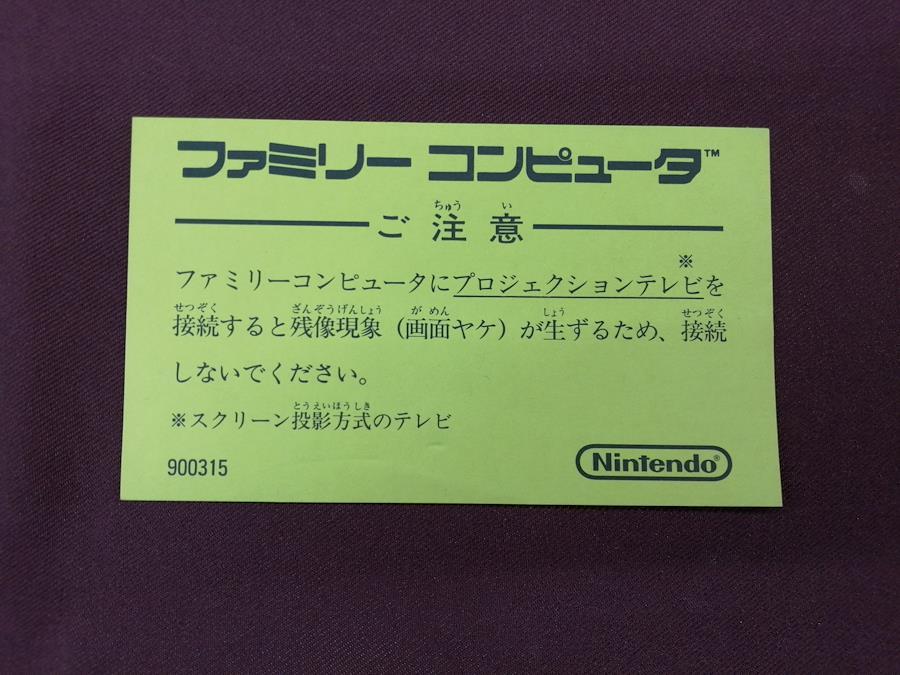 ファミリー コンピュータ™
ご注意
ファミリーコンピュータにプロジェクションテレビ※を
接続すると残像現象（画面ヤケ）が生ずるため、接続
しないでください。
※スクリーン投影方式のテレビ
900315
Nintendo®